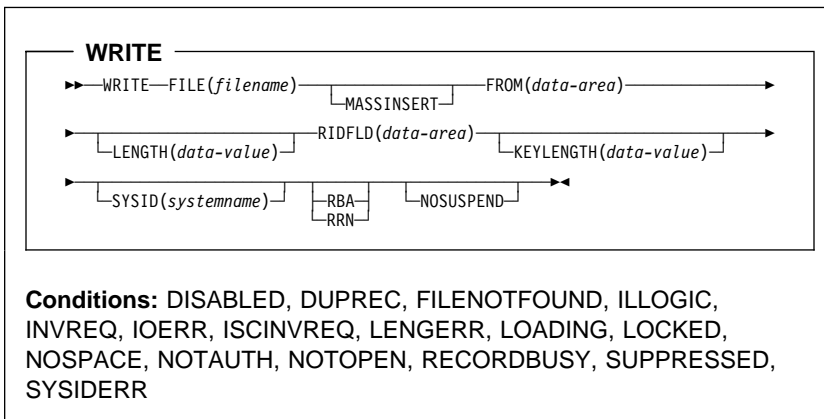 WRITE
WRITE FILE(filename) MASSINSERT FROM(data-area)
LENGTH(data-value) RIDFLD(data-area) KEYLENGTH(data-value)
SYSID(systemname) RBA NOSUSPEND
RRN
Conditions: DISABLED, DUPREC, FILENOTFOUND, ILLOGIC,
INVREQ, IOERR, ISCINVREQ, LENGERR, LOADING, LOCKED,
NOSPACE, NOTAUTH, NOTOPEN, RECORDBUSY, SUPPRESSED,
SYSIDERR